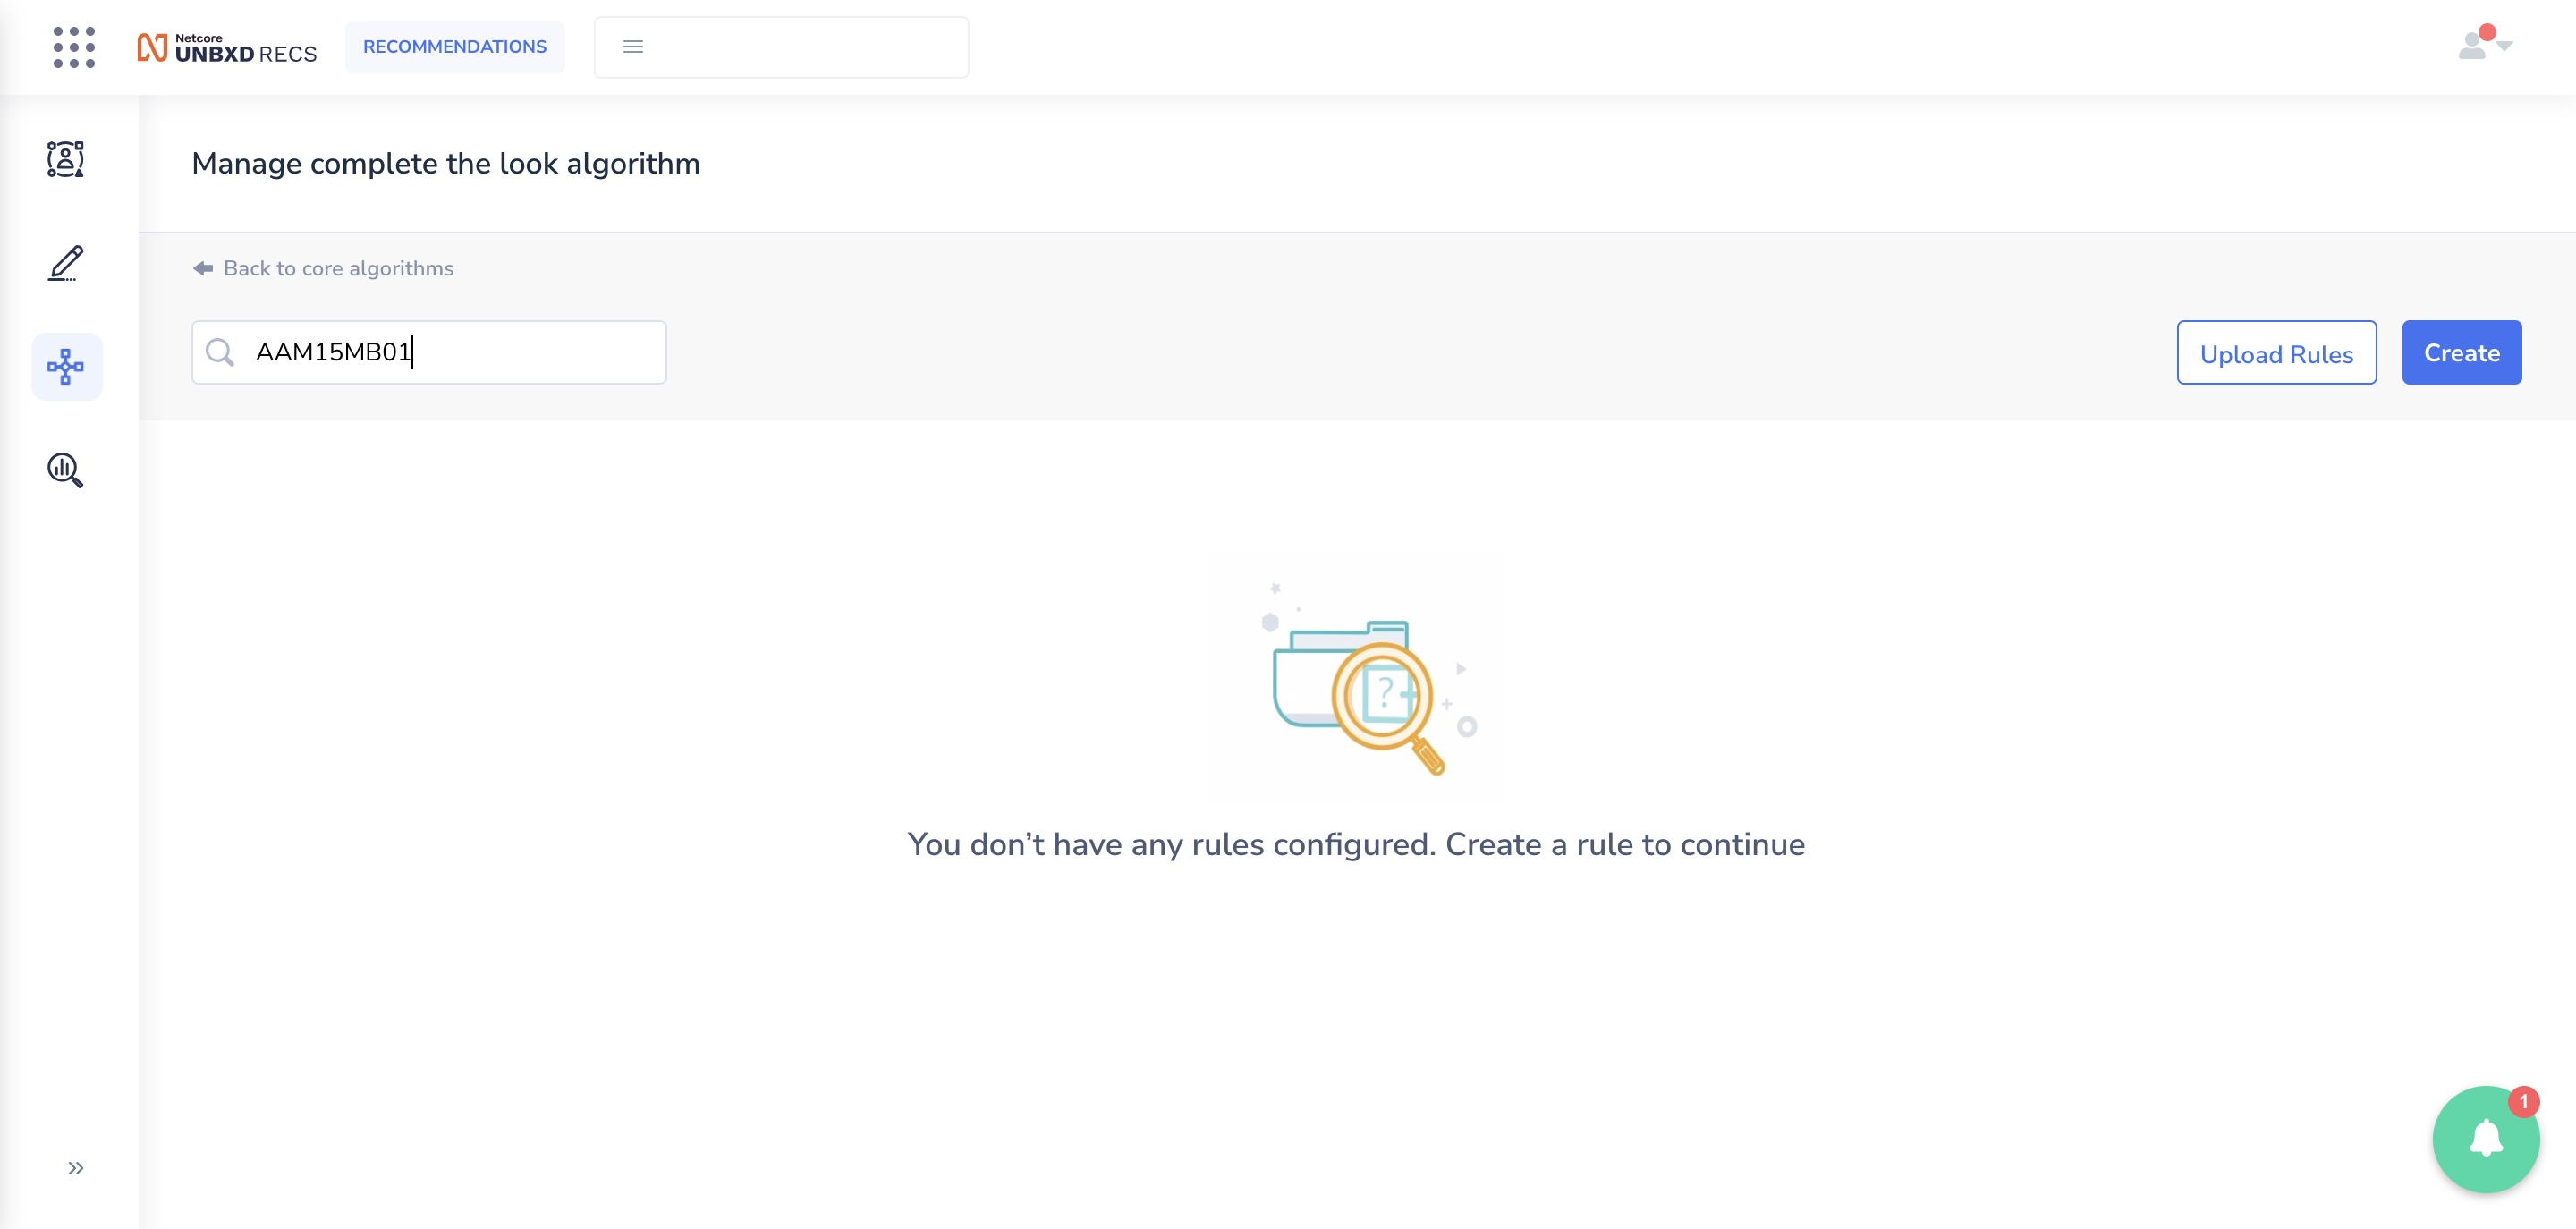 Netcore
UNBXD RECS
RECOMMENDATIONS
Manage complete the look algorithm
Back to core algorithms
AAM15MB01
Upload Rules
Create
?
You don’t have any rules configured. Create a rule to continue
1